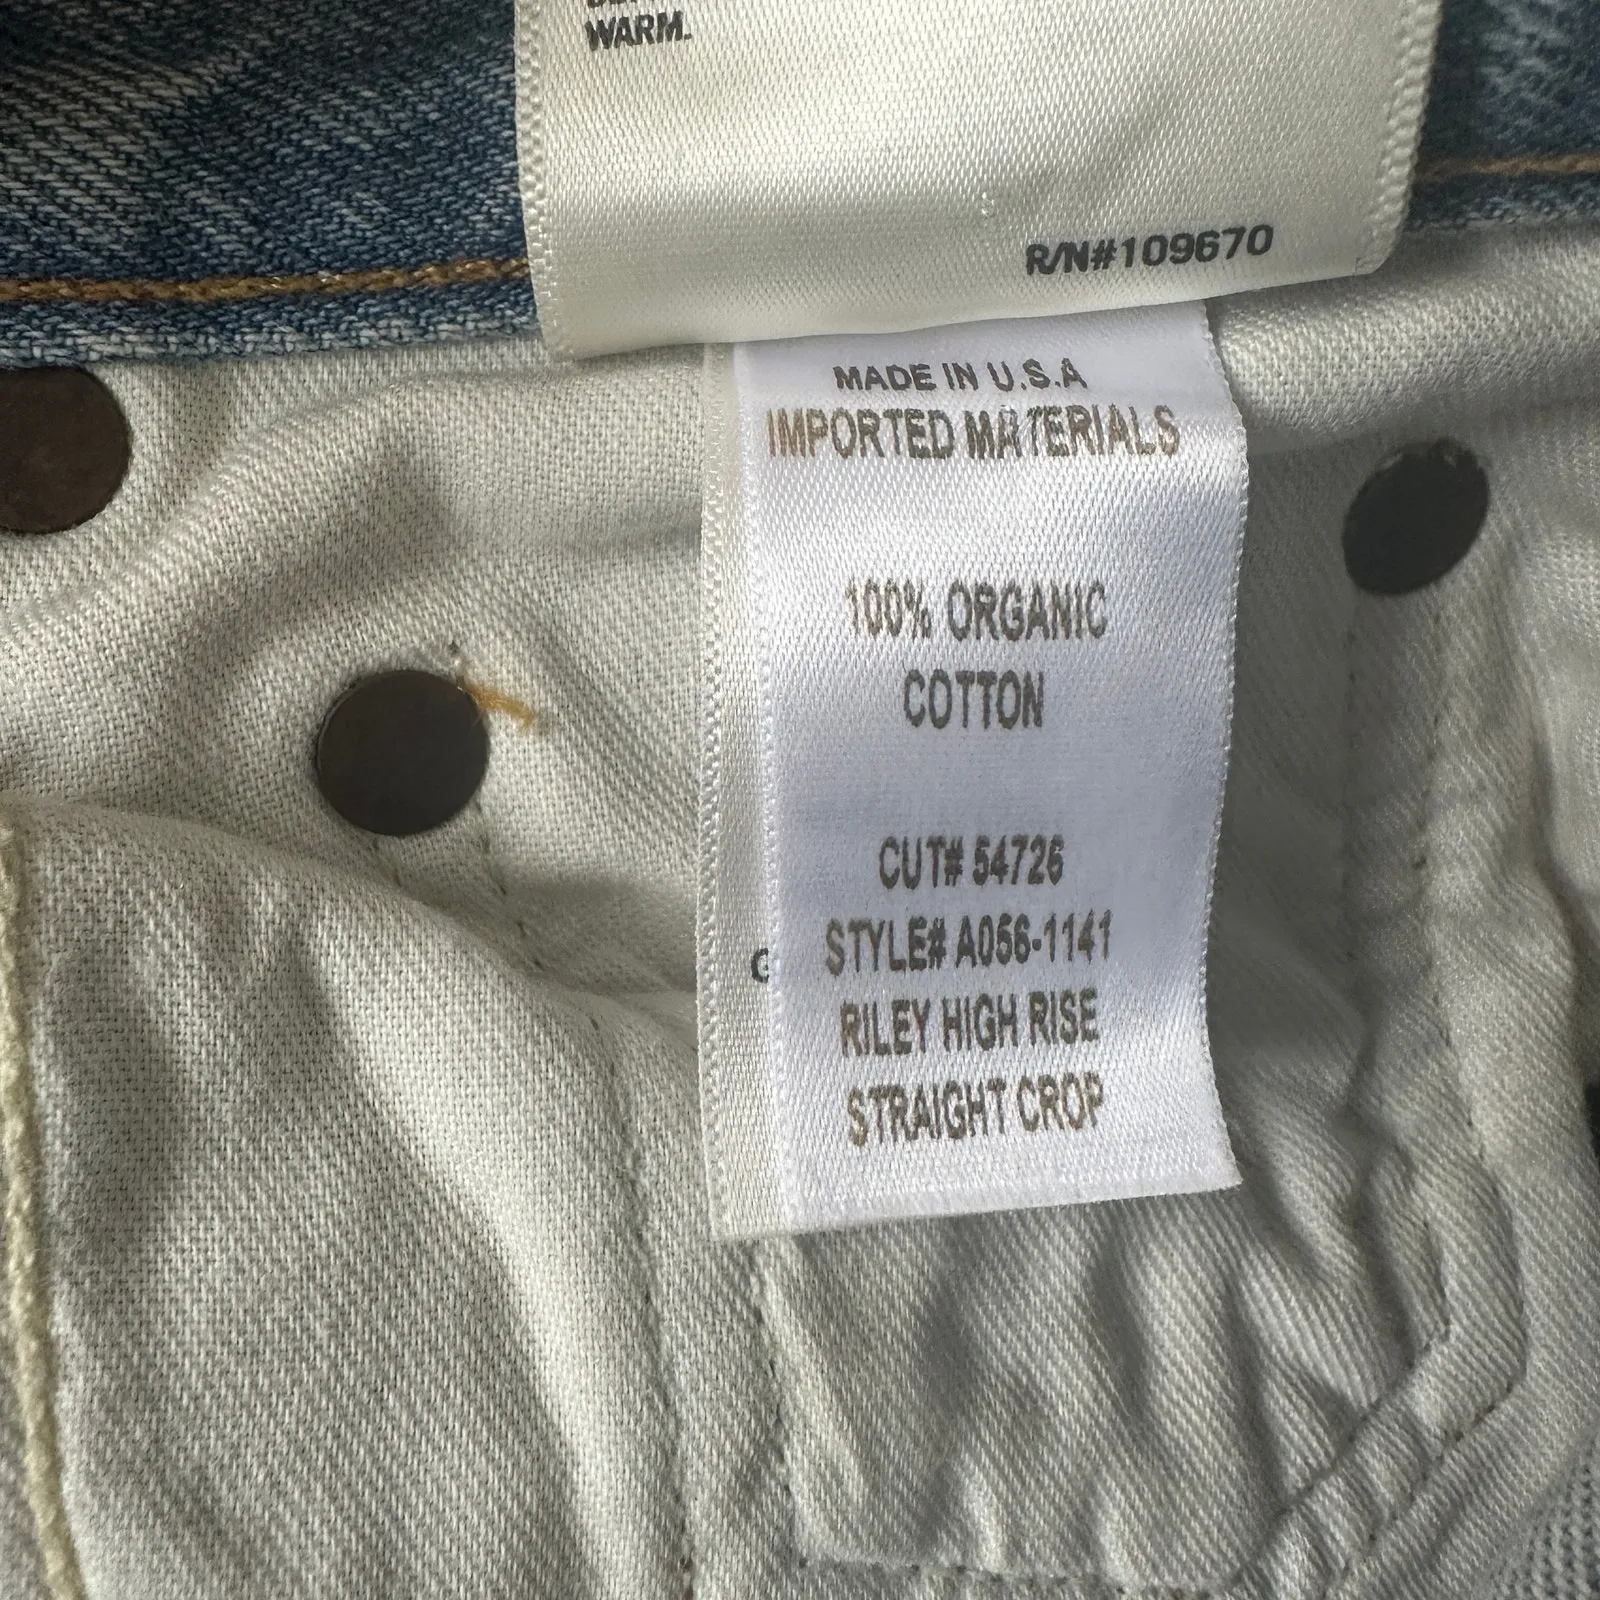 WARM.
R/N#109670
MADE IN U.S.A
IMPORTED MATERIALS
100% ORGANIC
COTTON
CUT# 54726
STYLE# A056-1141
RILEY HIGH RISE
STRAIGHT CROP